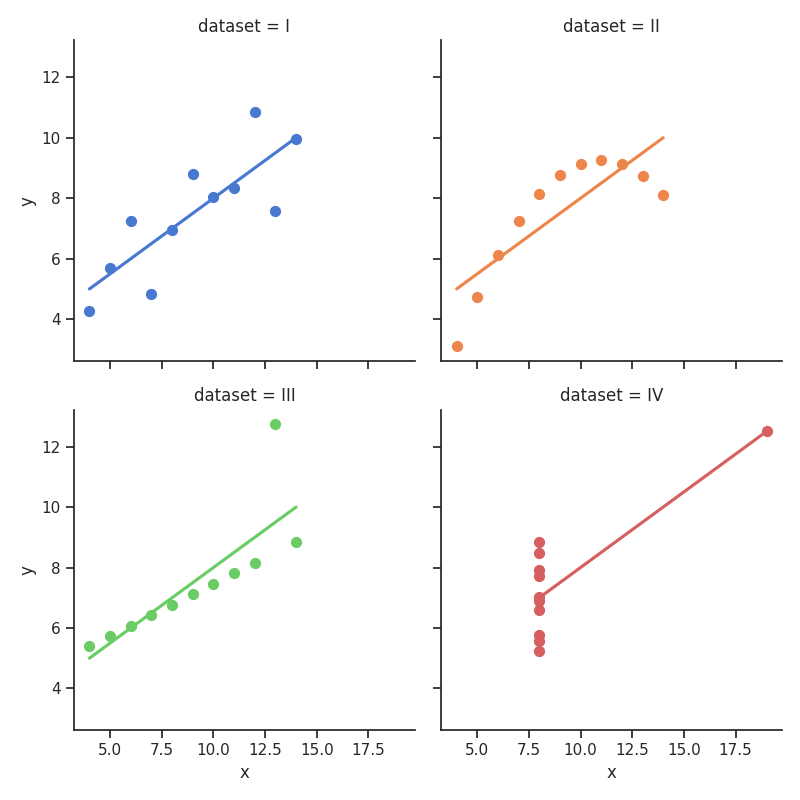 dataset = I
dataset = II
12
10
8
6
4
y
dataset = III
dataset = IV
12
10
8
6
4
y
5.0 7.5 10.0 12.5 15.0 17.5
5.0 7.5 10.0 12.5 15.0 17.5
x
x